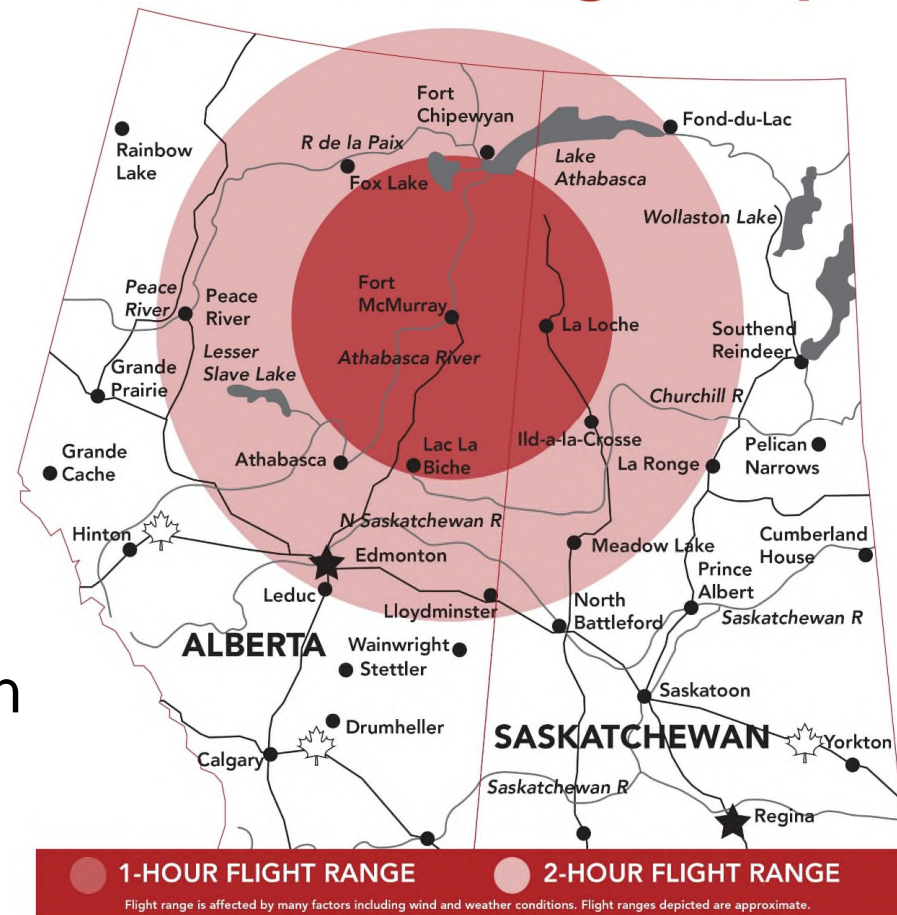 Fort
Chipewyan
Fond-du-Lac
Rainbow
Lake
R de la Paix
Fox Lake
Lake
Athabasca
Wollaston Lake
Peace
River
Peace
River
Fort
McMurray
La Loche
Southend
Reindeer
Lesser
Slave Lake
Athabasca River
Grande
Prairie
Churchill R
Grande
Cache
Athabasca
Lac La
Biche
Ild-a-la-Crosse
La Ronge
Pelican
Narrows
N Saskatchewan R
Hinton
Edmonton
Meadow Lake
Cumberland
House
Leduc
Lloydminster
North
Battleford
Prince
Albert
Saskatchewan R
ALBERTA
Wainwright
Stettler
Saskatoon
Drumheller
SASKATCHEWAN
Yorkton
Calgary
Saskatchewan R
Regina
1-HOUR FLIGHT RANGE
2-HOUR FLIGHT RANGE
Flight range is affected by many factors including wind and weather conditions. Flight ranges depicted are approximate.